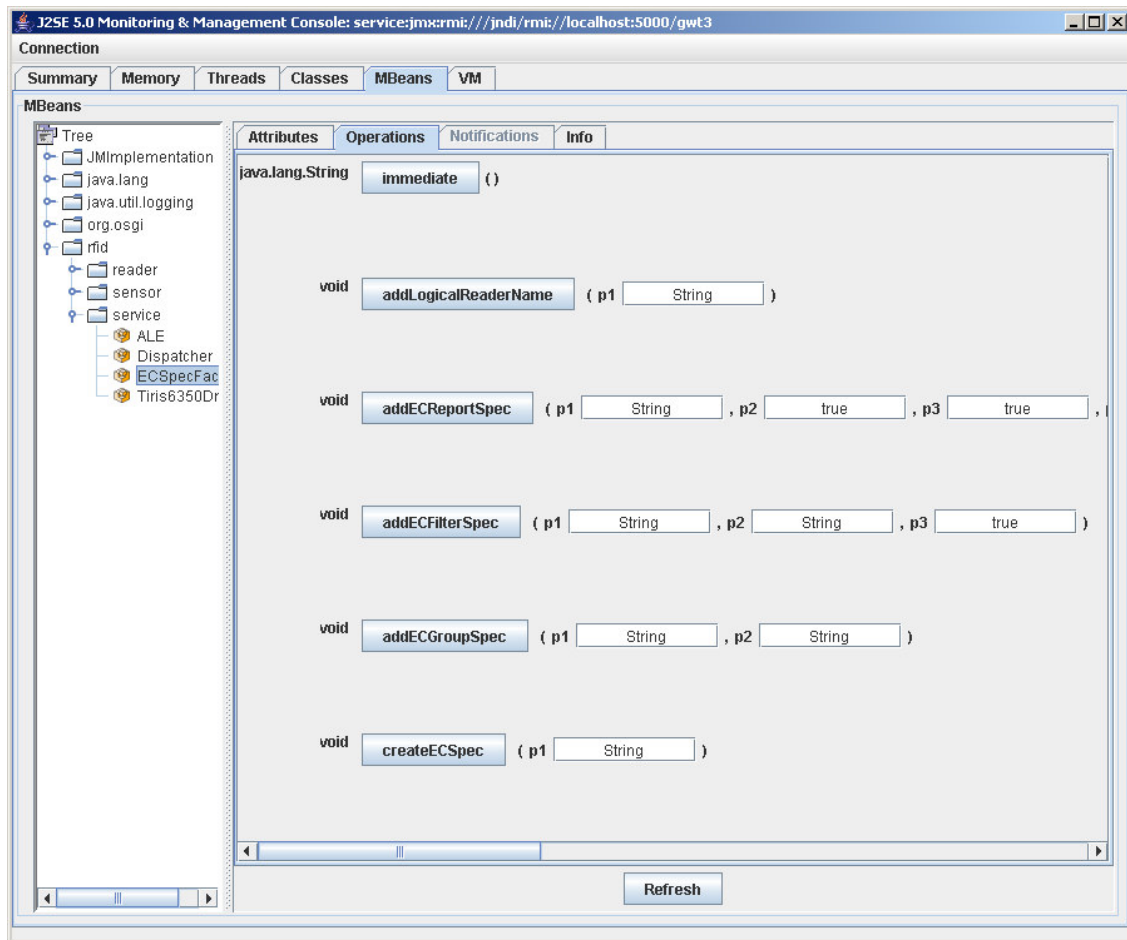 J2SE 5.0 Monitoring & Management Console: service:jmx:rmi:///jndi/rmi://localhost:5000/gwt3
Connection
Summary Memory Threads Classes MBeans VM
MBeans
Tree
JMImplementation
java.lang
java.util.logging
org.osgi
rfid
reader
sensor
service
ALE
Dispatcher
ECSpecFac
Tiris6350Dr
Attributes Operations Notifications Info
java.lang.String immediate ( )
void addLogicalReaderName ( p1 String )
void addECReportSpec ( p1 String , p2 true , p3 true ,
void addECFilterSpec ( p1 String , p2 String , p3 true )
void addECGroupSpec ( p1 String , p2 String )
void createECSpec ( p1 String )
Refresh